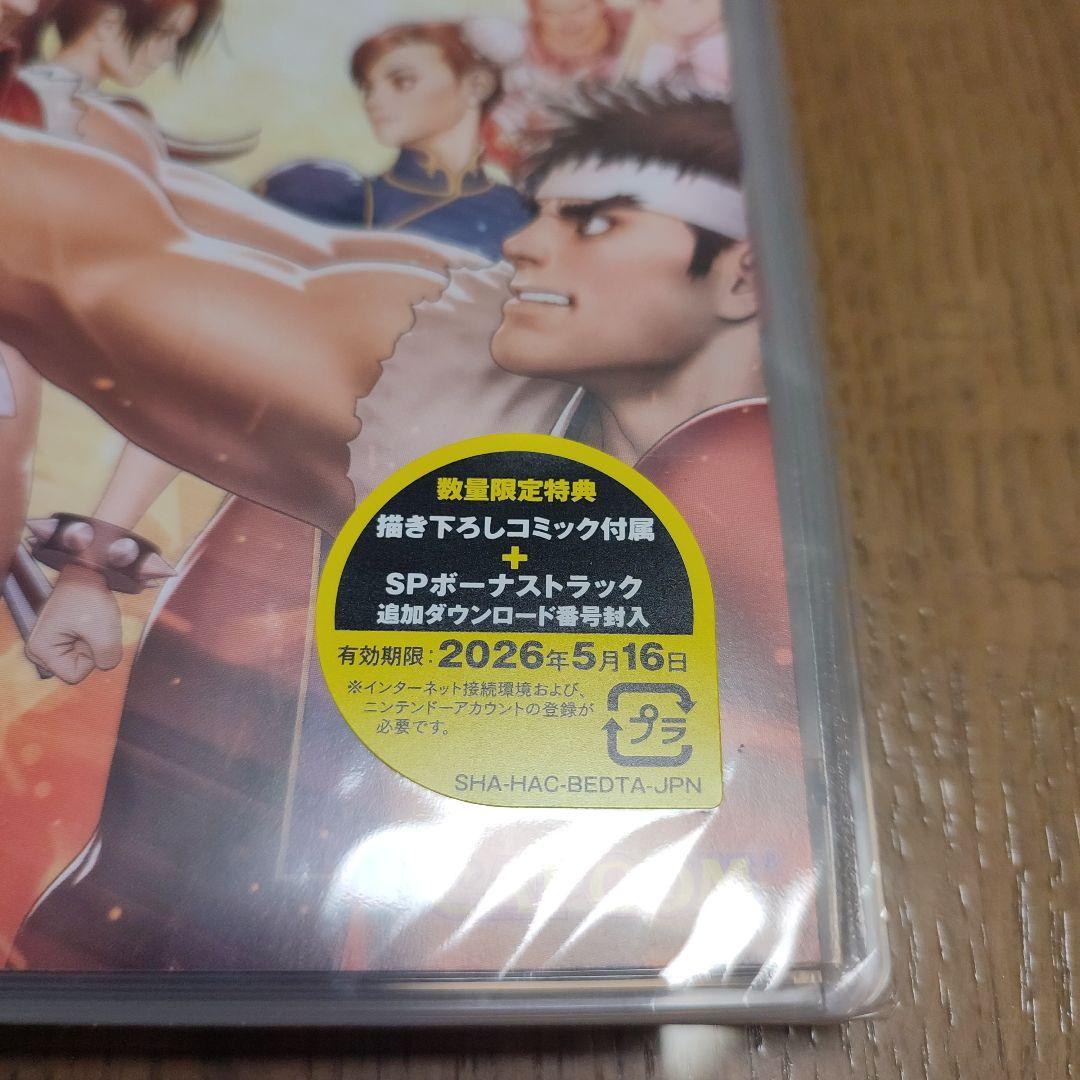 数量限定特典
描き下ろしコミック付属
+
SPボーナストラック
追加ダウンロード番号封入
有効期限:2026年5月16日
※インターネット接続環境および、
ニンテンドーアカウントの登録が
必要です。
プラ
SHA-HAC-BEDTA-JPN